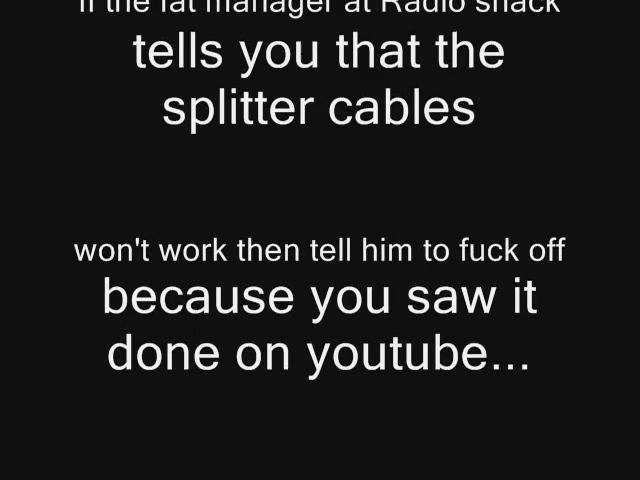 If the fat manager at Radio shack
tells you that the
splitter cables
won't work then tell him to fuck off
because you saw it
done on youtube...